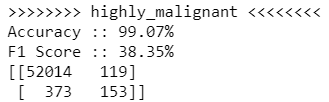 >>>>>>>> highly_malignant <<<<<<<<
Accuracy :: 99.07%
F1 Score :: 38.35%
[[52014   119]
 [  373   153]]